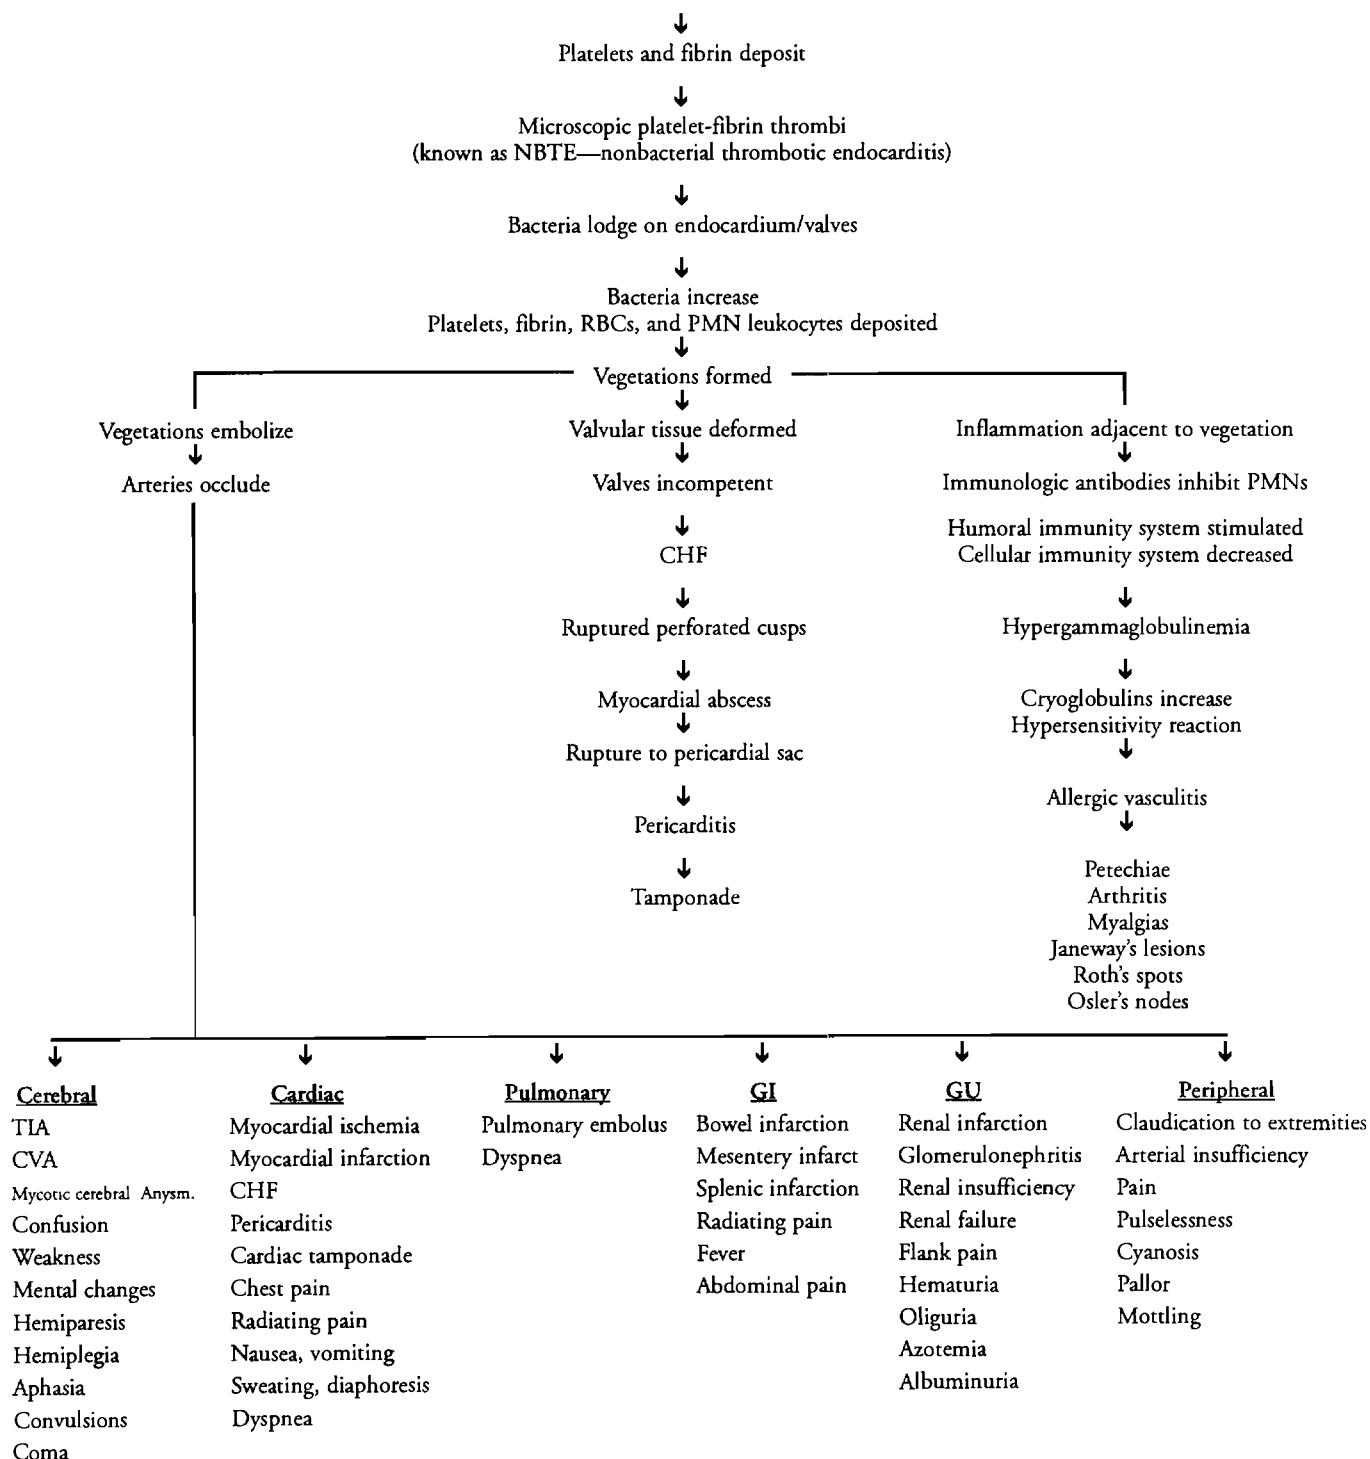 Platelets and fibrin deposit
Microscopic platelet-fibrin thrombi
(known as NBTE—nonbacterial thrombotic endocarditis)
Bacteria lodge on endocardium/valves
Bacteria increase
Platelets, fibrin, RBCs, and PMN leukocytes deposited
Vegetations formed
Vegetations embolize
Arteries occlude
Valvular tissue deformed
Valves incompetent
CHF
Ruptured perforated cusps
Myocardial abscess
Rupture to pericardial sac
Pericarditis
Tamponade
Inflammation adjacent to vegetation
Immunologic antibodies inhibit PMNs
Humoral immunity system stimulated
Cellular immunity system decreased
Hypergammaglobulinemia
Cryoglobulins increase
Hypersensitivity reaction
Allergic vasculitis
Petechiae
Arthritis
Myalgias
Janeway's lesions
Roth's spots
Osler's nodes
Cerebral
TIA
CVA
Mycotic cerebral Anysm.
Confusion
Weakness
Mental changes
Hemiparesis
Hemiplegia
Aphasia
Convulsions
Coma
Cardiac
Myocardial ischemia
Myocardial infarction
CHF
Pericarditis
Cardiac tamponade
Chest pain
Radiating pain
Nausea, vomiting
Sweating, diaphoresis
Dyspnea
Pulmonary
Pulmonary embolus
Dyspnea
GI
Bowel infarction
Mesentery infarct
Splenic infarction
Radiating pain
Fever
Abdominal pain
GU
Renal infarction
Glomerulonephritis
Renal insufficiency
Renal failure
Flank pain
Hematuria
Oliguria
Azotemia
Albuminuria
Peripheral
Claudication to extremities
Arterial insufficiency
Pain
Pulselessness
Cyanosis
Pallor
Mottling